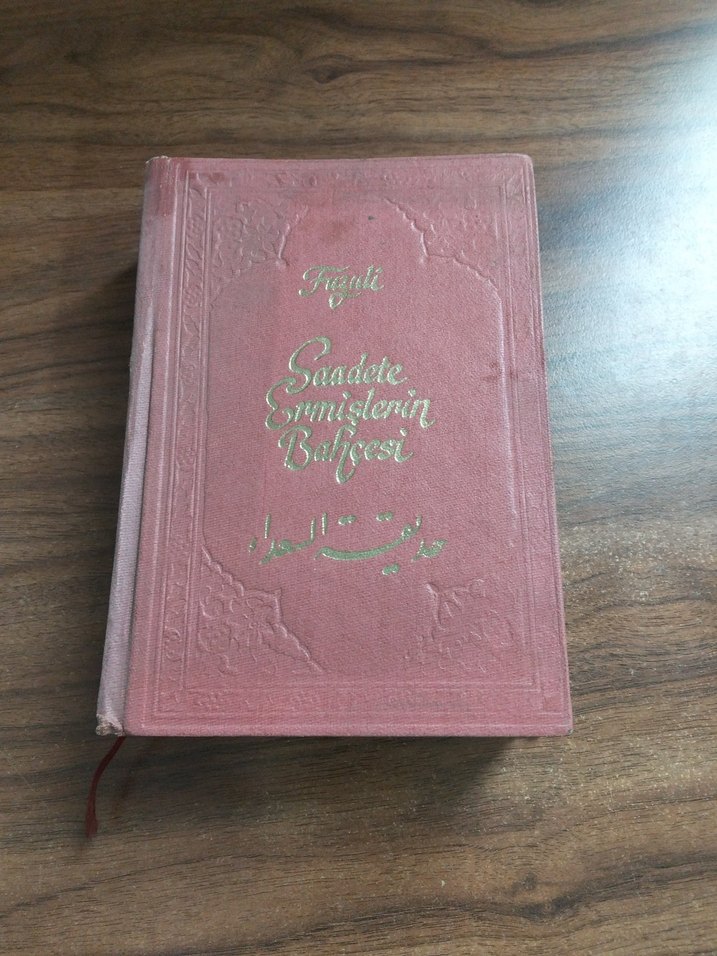 Fuzuli
Saadete
Ermişlerin
Bahçesi
حديقة السعداء